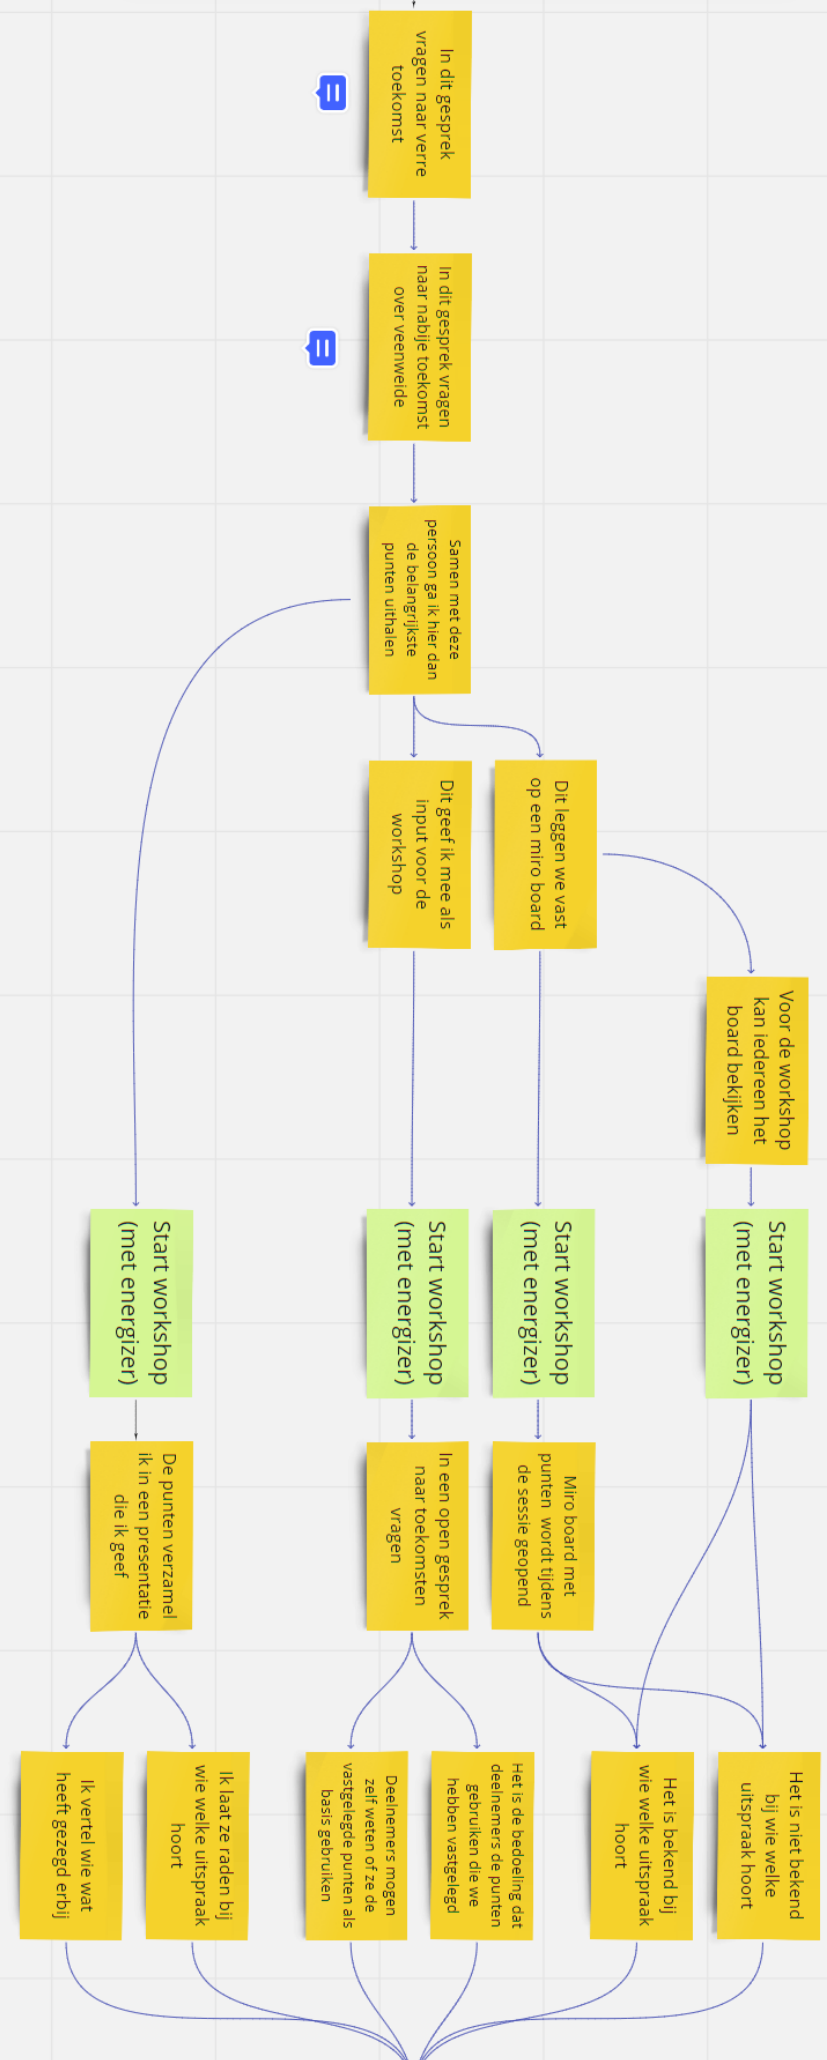 In dit gesprek
vragen naar verre
toekomst
In dit gesprek vragen
naar nabije toekomst
over veenweide
Samen met deze
persoon ga ik hier dan
de belangrijkste
punten uithalen
Dit leggen we vast
op een miro board
Dit geef ik mee als
input voor de
workshop
Voor de workshop
kan iedereen het
board bekijken
Start workshop
(met energizer)
Start workshop
(met energizer)
Start workshop
(met energizer)
Start workshop
(met energizer)
Miro board met
punten wordt tijdens
de sessie geopend
In een open gesprek
naar toekomsten
vragen
De punten verzamel
ik in een presentatie
die ik geef
Het is niet bekend
bij wie welke
uitspraak hoort
Het is bekend bij
wie welke uitspraak
hoort
Het is de bedoeling dat
deelnemers de punten
gebruiken die we
hebben vastgelegd
Deelnemers mogen
zelf weten of ze de
vastgelegde punten als
basis gebruiken
Ik laat ze raden bij
wie welke uitspraak
hoort
Ik vertel wie wat
heeft gezegd erbij